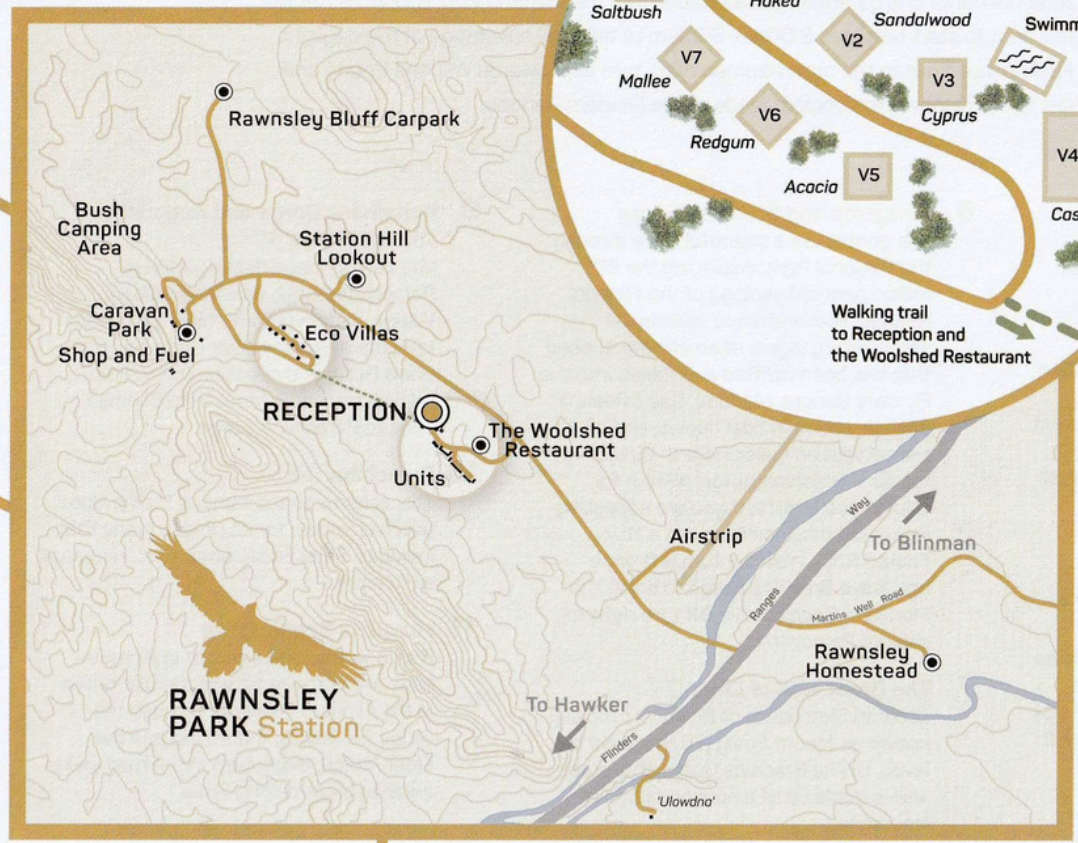 Saltbush
Naked
Sandalwood
Swimm
V7
V2
Mallee
V3
V6
Cyprus
Redgum
V4
V5
Acacia
Cas
Walking trail
to Reception and
the Woolshed Restaurant
Rawnsley Bluff Carpark
Bush
Camping
Area
Station Hill
Lookout
Caravan
Park
Shop and Fuel
Eco Villas
RECEPTION
The Woolshed
Restaurant
Units
Airstrip
To Blinman
Flinders Ranges Way
Martins Well Road
Rawnsley
Homestead
To Hawker
RAWNSLEY
PARK Station
'Ulowdna'